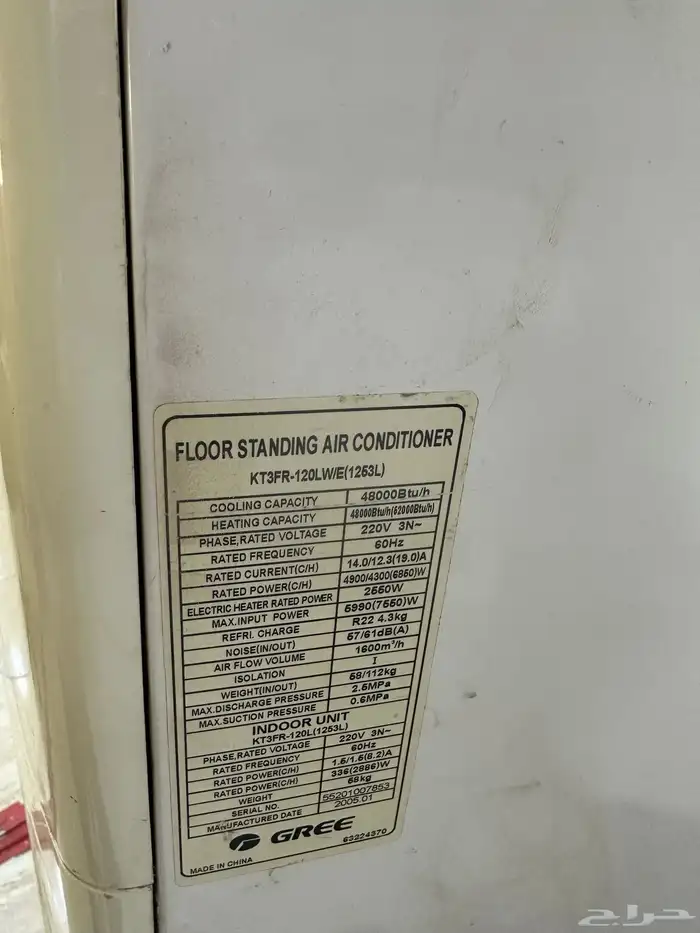 FLOOR STANDING AIR CONDITIONER
KT3FR-120LW/E(1253L)
COOLING CAPACITY 48000Btu/h
HEATING CAPACITY 48000Btu/h(62000Btu/h)
PHASE,RATED VOLTAGE 220V 3N~
RATED FREQUENCY 60Hz
RATED CURRENT(C/H) 14.0/12.3(19.0)A
RATED POWER(C/H) 4900/4300(6850)W
ELECTRIC HEATER RATED POWER 2550W
MAX.INPUT POWER 5990(7550)W
REFRI. CHARGE R22 4.3kg
NOISE(IN/OUT) 57/61dB(A)
AIR FLOW VOLUME 1600m³/h
ISOLATION I
WEIGHT(IN/OUT) 58/112kg
MAX.DISCHARGE PRESSURE 2.5MPa
MAX.SUCTION PRESSURE 0.6MPa
INDOOR UNIT
KT3FR-120L(1253L)
PHASE,RATED VOLTAGE 220V 3N~
RATED FREQUENCY 60Hz
RATED POWER(C/H) 1.5/1.5(8.2)A
RATED POWER(C/H) 336(2886)W
WEIGHT 58kg
SERIAL NO. 55201007853
MANUFACTURED DATE 2005.01
GREE
63224370
MADE IN CHINA
حراج